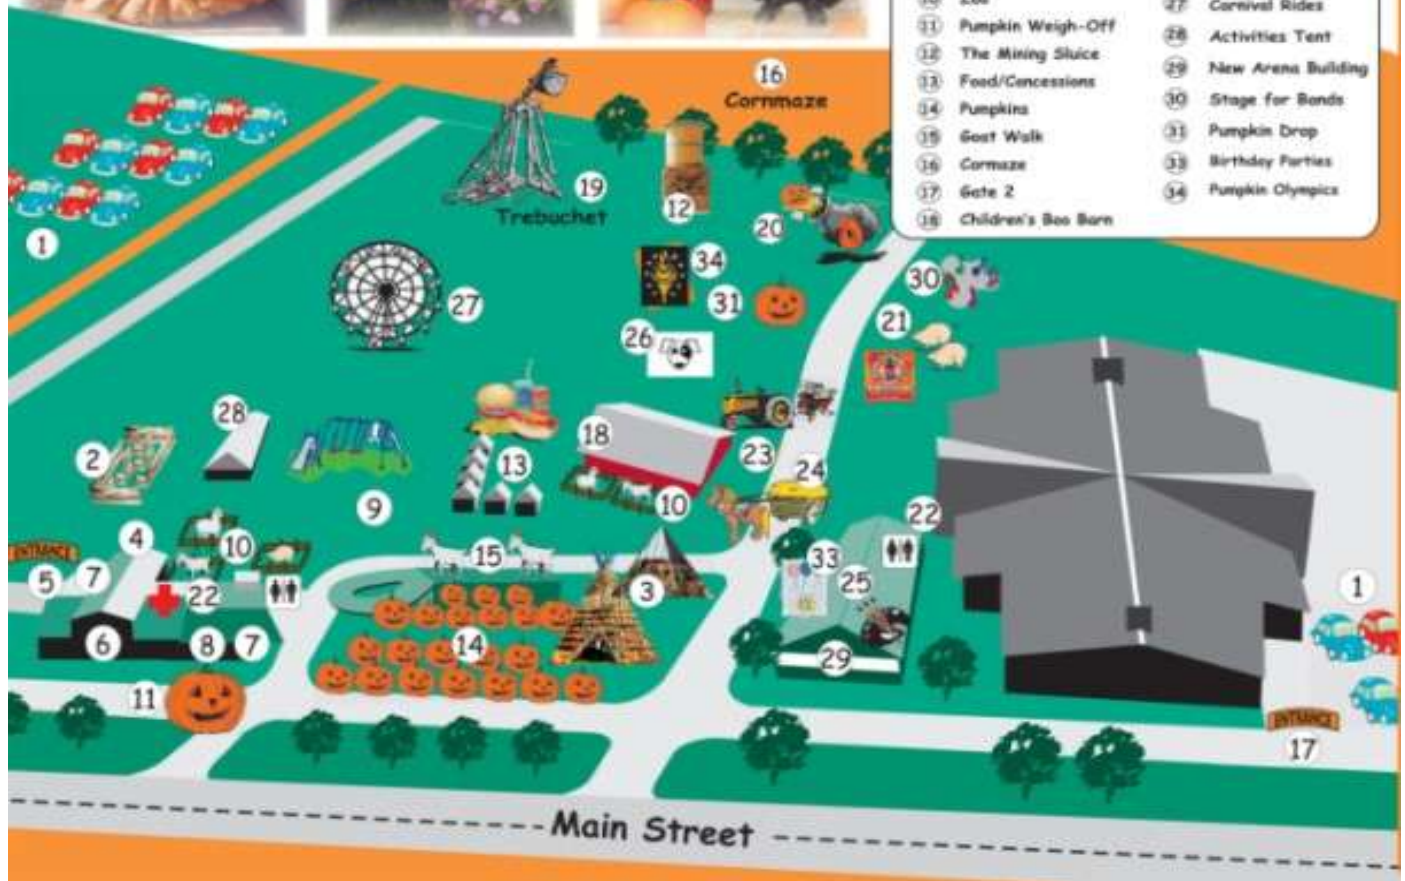 11 Pumpkin Weigh-Off
12 The Mining Sluice
13 Food/Concessions
14 Pumpkins
15 Goat Walk
16 Cormaze
17 Gate 2
18 Children's Boo Barn
27 Carnival Rides
28 Activities Tent
29 New Arena Building
30 Stage for Bands
31 Pumpkin Drop
33 Birthday Parties
34 Pumpkin Olympics
16
Cornmaze
19
Trebuchet
12
20
1
34
27
31
30
21
26
28
18
2
13
23
24
9
10
22
4
10
15
33
ENTRANCE
5
7
22
3
25
1
6
8
7
14
29
11
ENTRANCE
17
Main Street